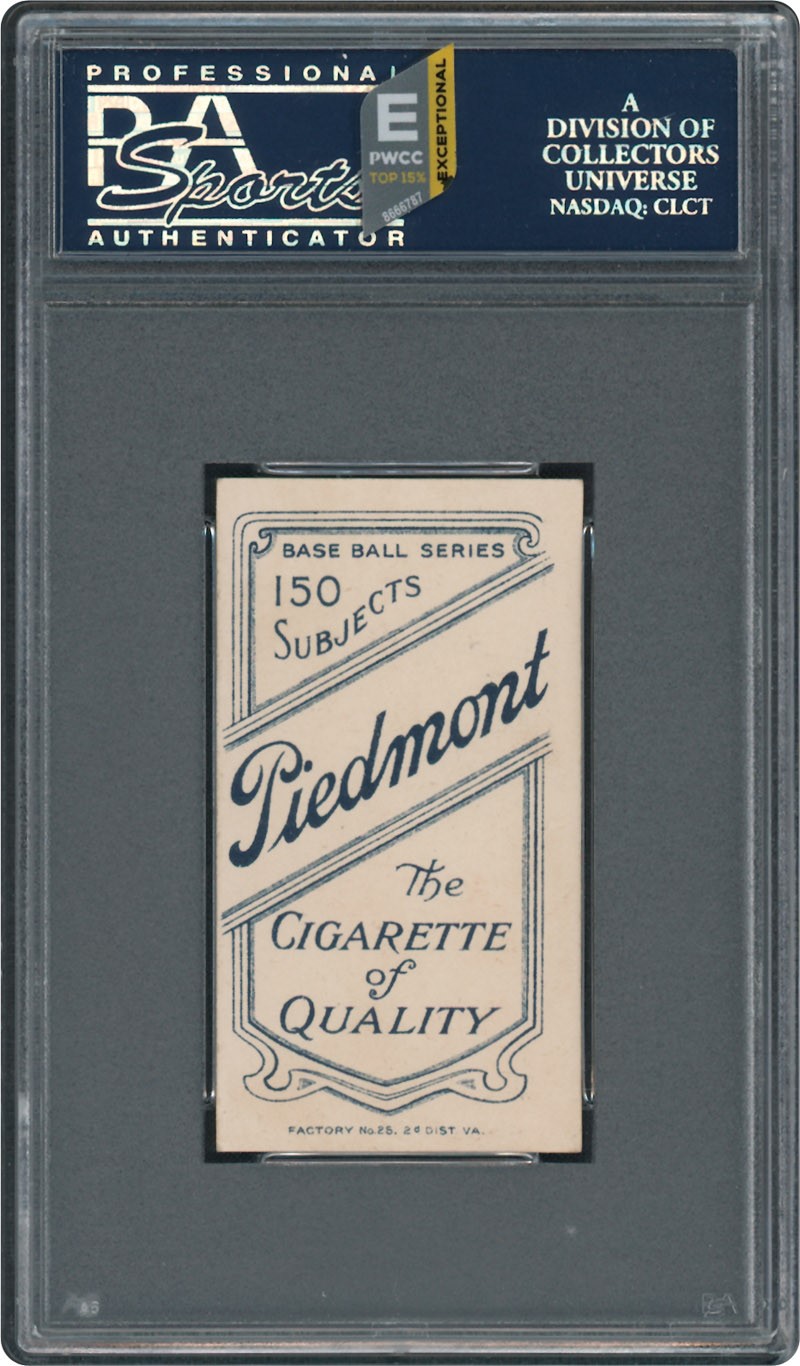 PROFESSIONAL
PSA
Sports
AUTHENTICATOR
E
PWCC
TOP 15%
EXCEPTIONAL
8666787
A
DIVISION OF
COLLECTORS
UNIVERSE
NASDAQ: CLCT
BASE BALL SERIES
150
SUBJECTS
Piedmont
The
CIGARETTE
of
QUALITY
FACTORY No. 25. 2d DIST. VA.
PSA